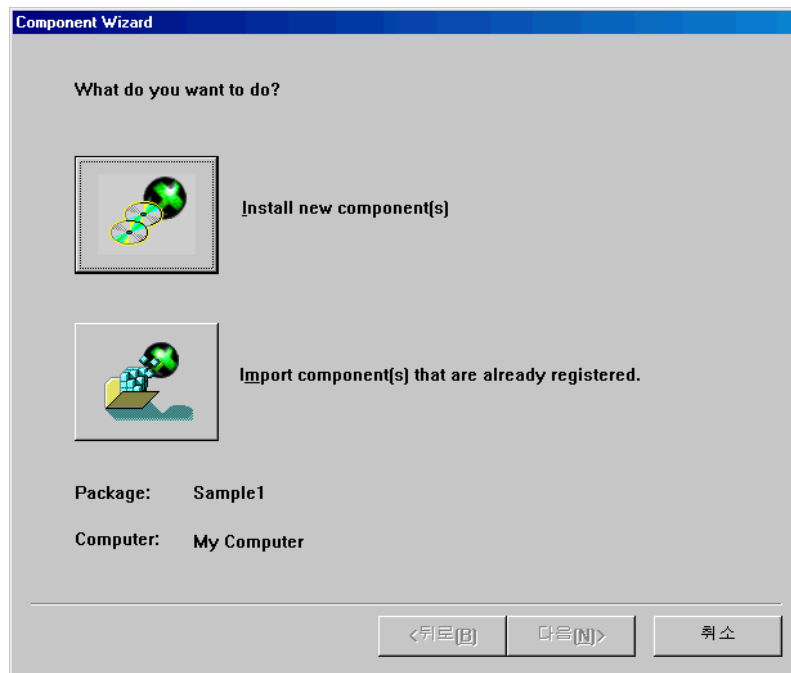 Component Wizard
What do you want to do?
Install new component(s)
Import component(s) that are already registered.
Package: Sample1
Computer: My Computer
<뒤로(B) 다음(N)> 취소